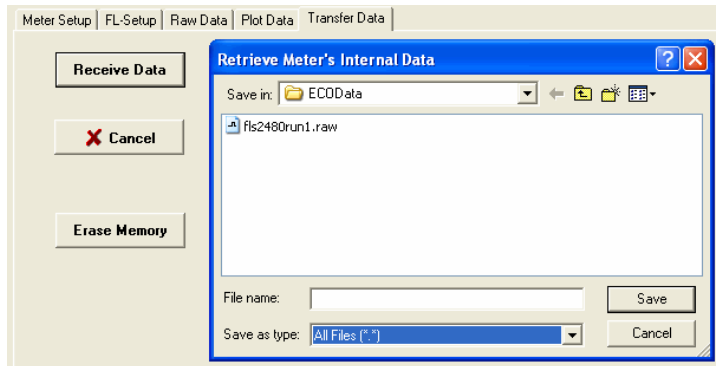 Meter Setup FL-Setup Raw Data Plot Data Transfer Data
Receive Data
Cancel
Erase Memory
Retrieve Meter's Internal Data
Save in: ECOData
fls2480run1.raw
File name:
Save
Save as type: All Files (*.*)
Cancel